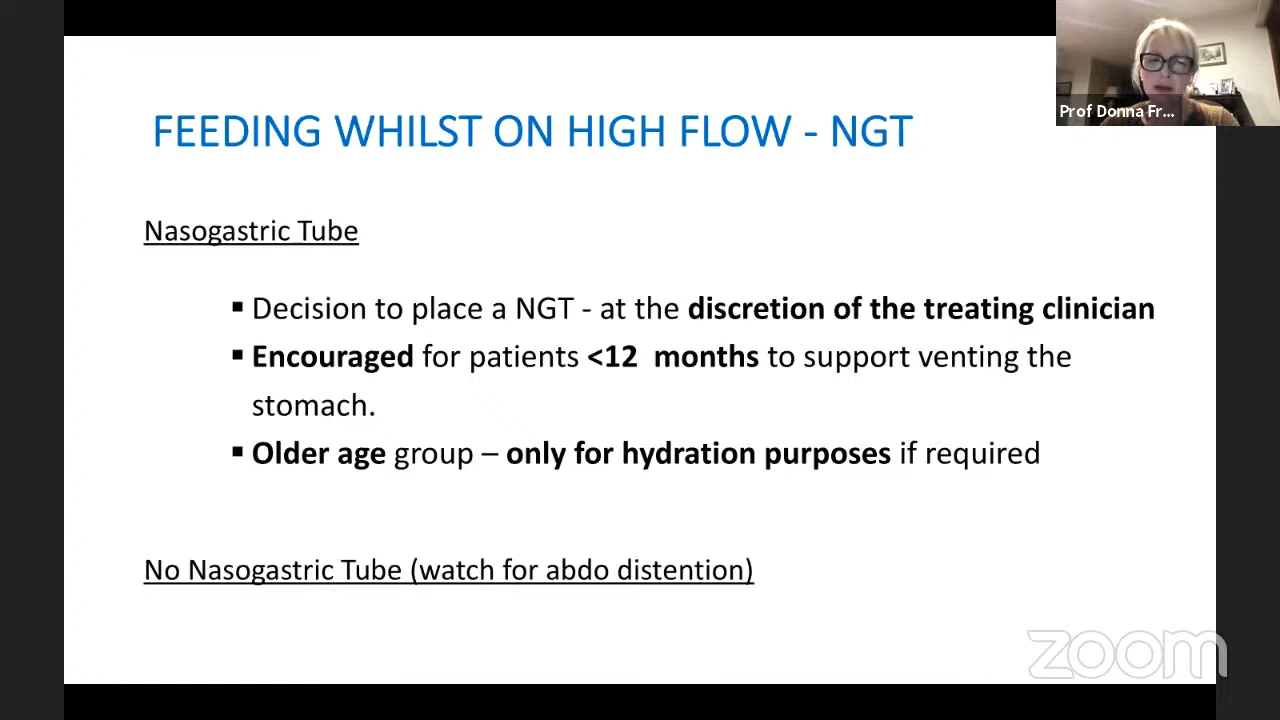 Prof Donna Fr...
FEEDING WHILST ON HIGH FLOW - NGT
Nasogastric Tube
▪ Decision to place a NGT - at the discretion of the treating clinician
▪ Encouraged for patients <12  months to support venting the
stomach.
▪ Older age group – only for hydration purposes if required
No Nasogastric Tube (watch for abdo distention)
zoom